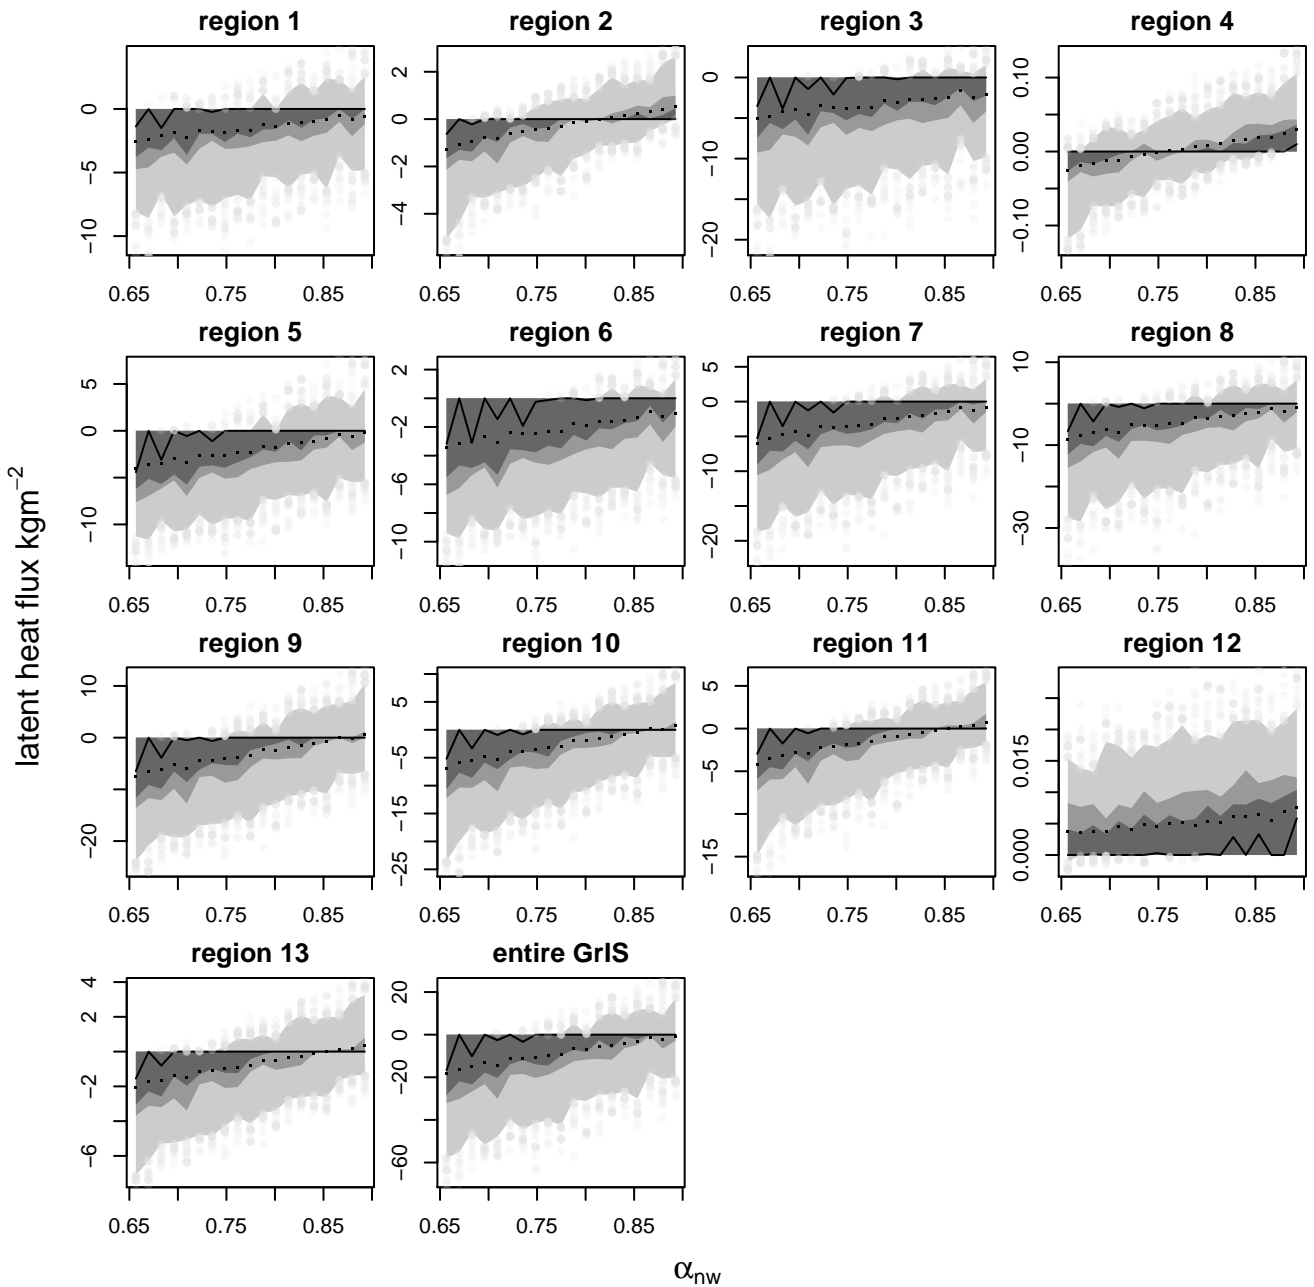 region 1 region 2 region 3 region 4
0 −5 −10
2 0 −2 −4
0 −10 −20
0.10 0.00 −0.10
0.65 0.75 0.85 0.65 0.75 0.85 0.65 0.75 0.85 0.65 0.75 0.85
region 5 region 6 region 7 region 8
5 0 −10
2 0 −2 −6 −10
5 0 −10 −20
10 −10 −30
0.65 0.75 0.85 0.65 0.75 0.85 0.65 0.75 0.85 0.65 0.75 0.85
latent heat flux kgm−2
region 9 region 10 region 11 region 12
10 0 −20
5 −5 −15 −25
5 0 −5 −15
0.015 0.000
0.65 0.75 0.85 0.65 0.75 0.85 0.65 0.75 0.85 0.65 0.75 0.85
region 13 entire GrIS
4 2 −2 −6
20 0 −20 −60
0.65 0.75 0.85 0.65 0.75 0.85
αnw